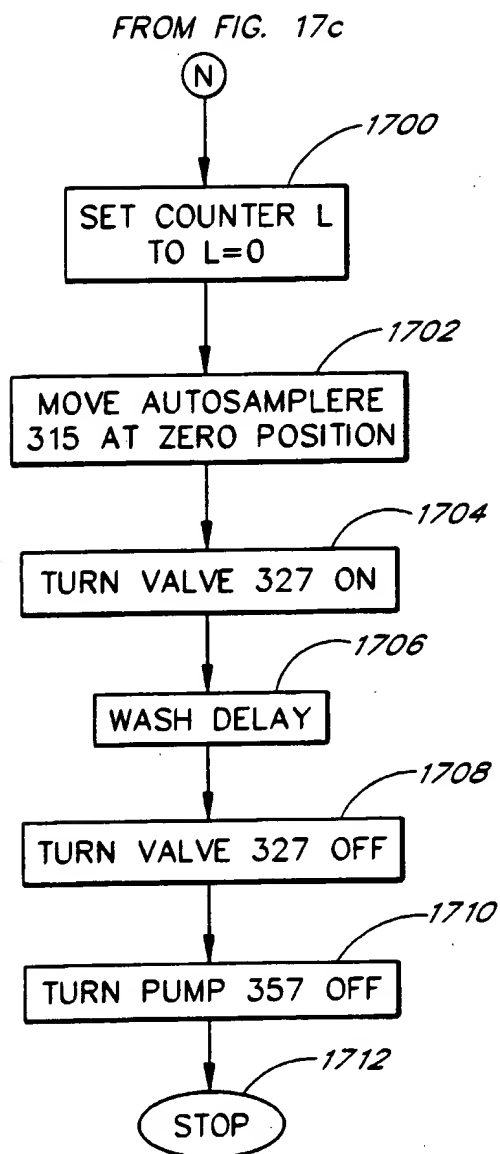 FROM FIG. 17c
N
1700
SET COUNTER L
TO L=0
1702
MOVE AUTOSAMPLERE
315 AT ZERO POSITION
1704
TURN VALVE 327 ON
1706
WASH DELAY
1708
TURN VALVE 327 OFF
1710
TURN PUMP 357 OFF
1712
STOP